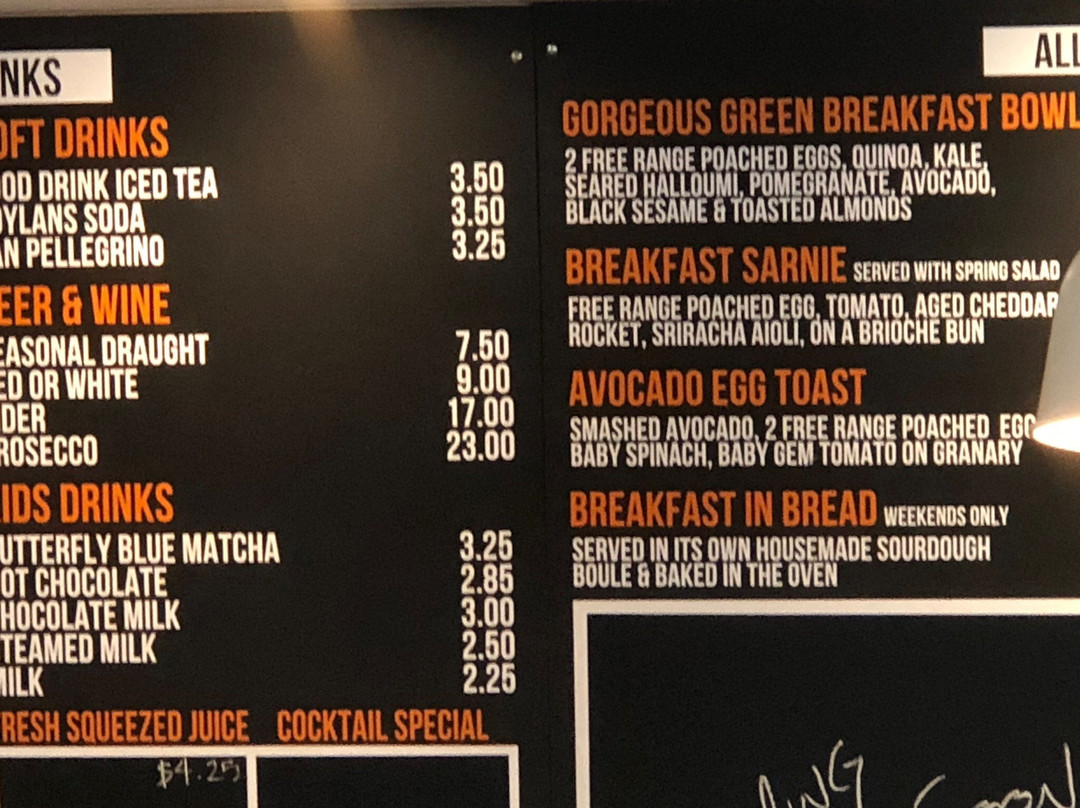 NKS
OFT DRINKS
OOD DRINK ICED TEA 3.50
DYLANS SODA 3.50
AN PELLEGRINO 3.25
EER & WINE
EASONAL DRAUGHT 7.50
ED OR WHITE 9.00
DER 17.00
ROSECCO 23.00
IDS DRINKS
UTTERFLY BLUE MATCHA 3.25
OT CHOCOLATE 2.85
HOCOLATE MILK 3.00
TEAMED MILK 2.50
MILK 2.25
RESH SQUEEZED JUICE COCKTAIL SPECIAL
$4.25
ALL
GORGEOUS GREEN BREAKFAST BOWL
2 FREE RANGE POACHED EGGS, QUINOA, KALE,
SEARED HALLOUMI, POMEGRANATE, AVOCADO,
BLACK SESAME & TOASTED ALMONDS
BREAKFAST SARNIE SERVED WITH SPRING SALAD
FREE RANGE POACHED EGG, TOMATO, AGED CHEDDAR
ROCKET, SRIRACHA AIOLI, ON A BRIOCHE BUN
AVOCADO EGG TOAST
SMASHED AVOCADO, 2 FREE RANGE POACHED EGG
BABY SPINACH, BABY GEM TOMATO ON GRANARY
BREAKFAST IN BREAD WEEKENDS ONLY
SERVED IN ITS OWN HOUSEMADE SOURDOUGH
BOULE & BAKED IN THE OVEN